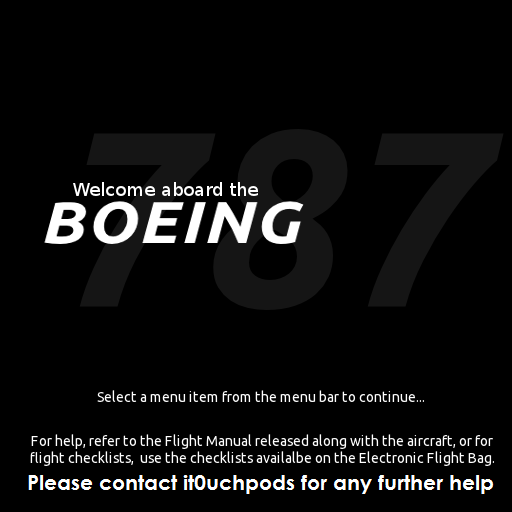 787
Welcome aboard the
BOEING
Select a menu item from the menu bar to continue...
For help, refer to the Flight Manual released along with the aircraft, or for
flight checklists, use the checklists availalbe on the Electronic Flight Bag.
Please contact it0uchpods for any further help